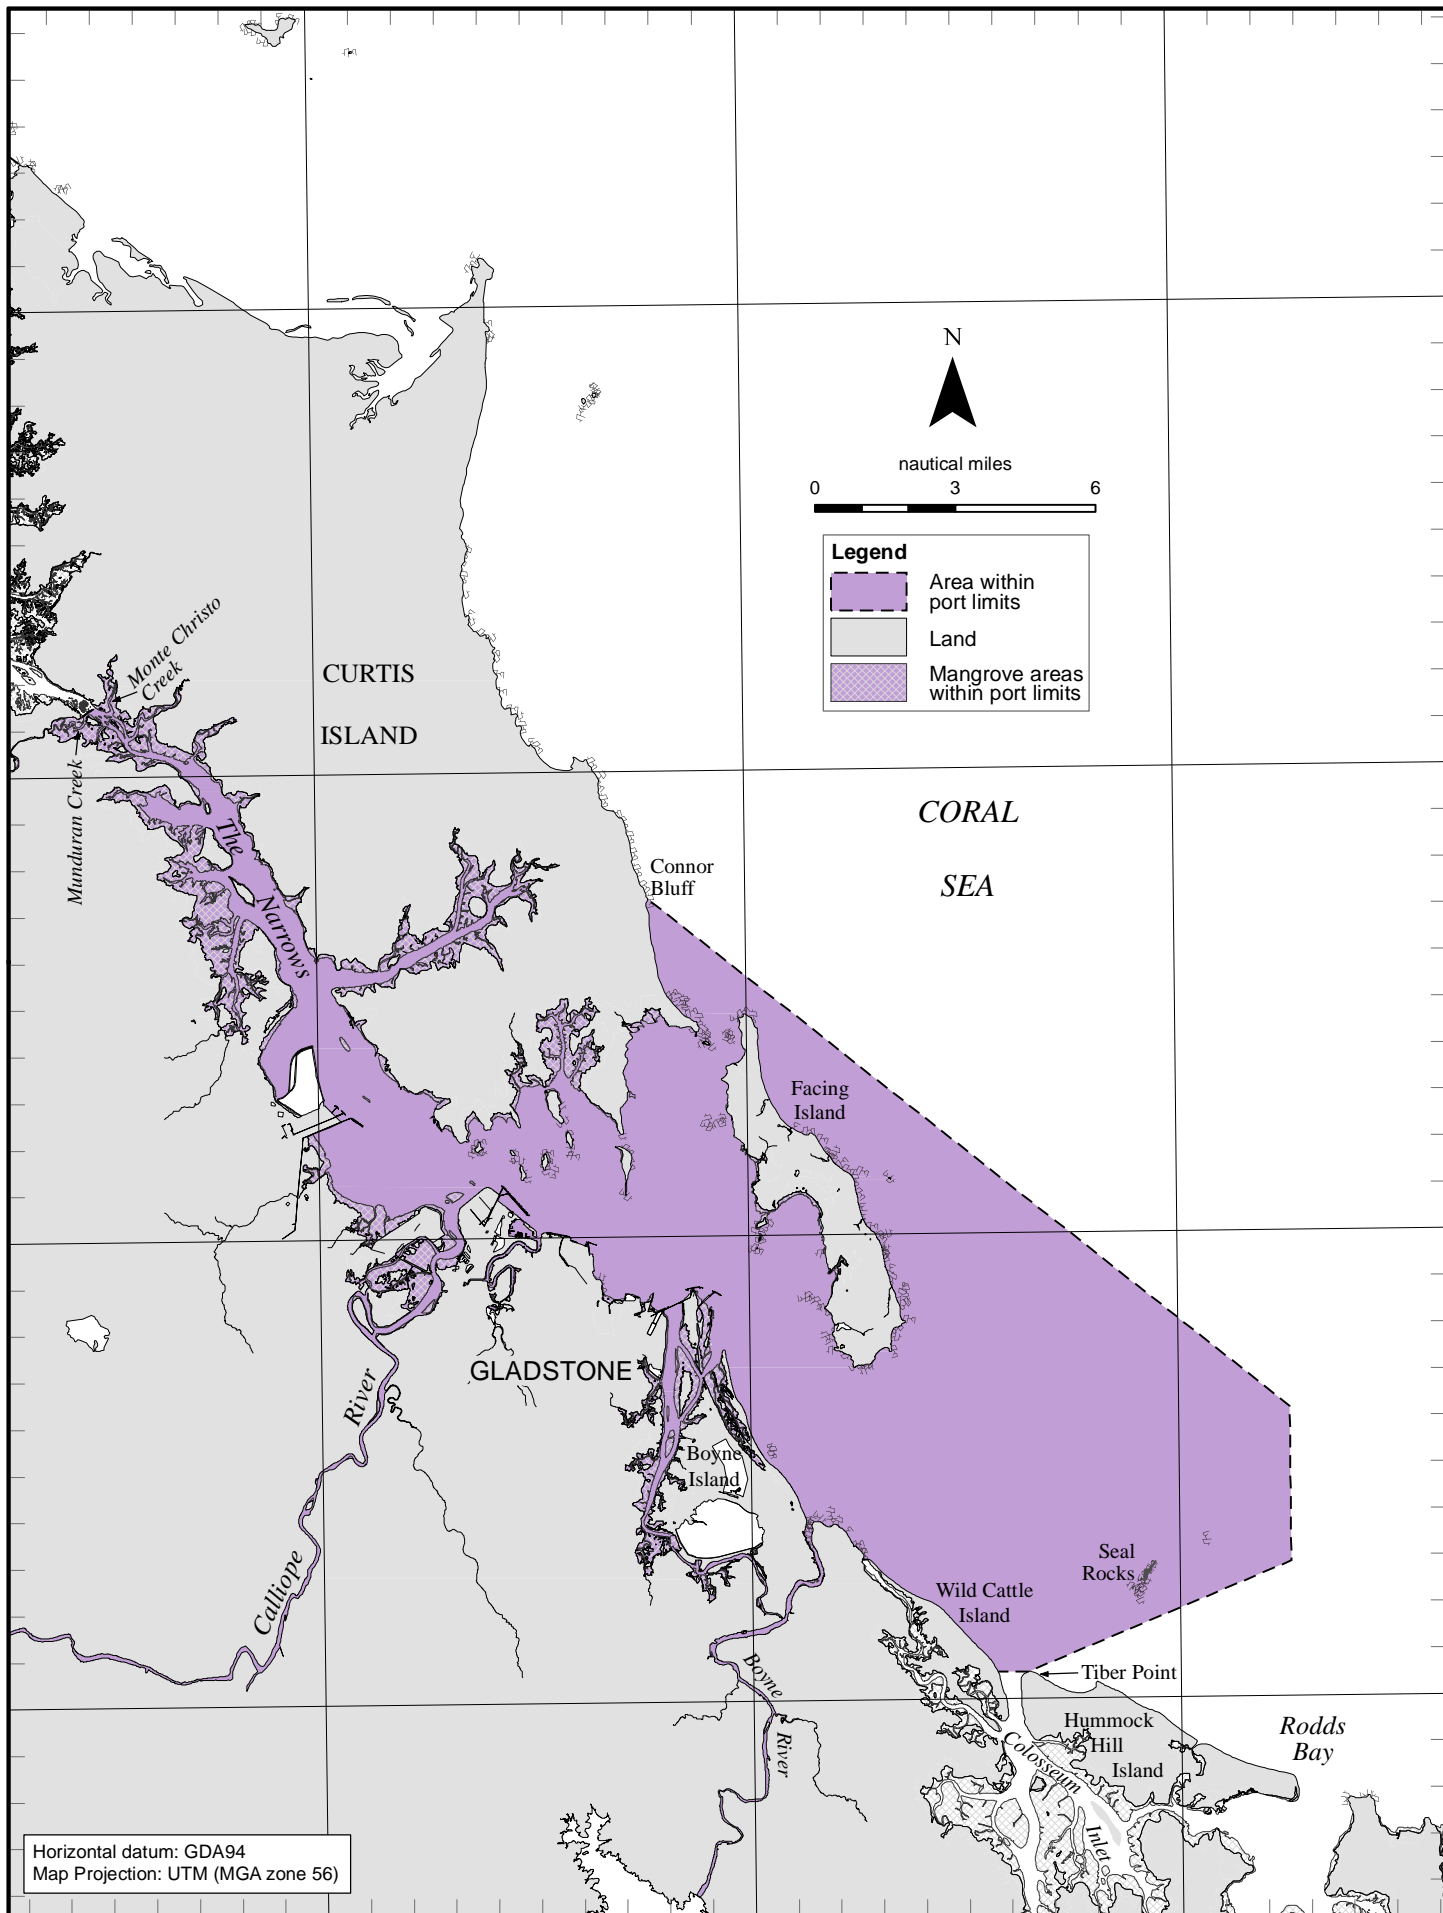 N
nautical miles
0 3 6
Legend
Area within
port limits
Land
Mangrove areas
within port limits
Monte Christo
Creek
CURTIS
ISLAND
Munduran Creek
The
Narrows
CORAL
SEA
Connor
Bluff
Facing
Island
GLADSTONE
River
Calliope
Boyne
Island
Seal
Rocks
Wild Cattle
Island
Tiber Point
Boyne
River
Hummock
Hill
Island
Colosseum
Inlet
Rodds
Bay
Horizontal datum: GDA94
Map Projection: UTM (MGA zone 56)